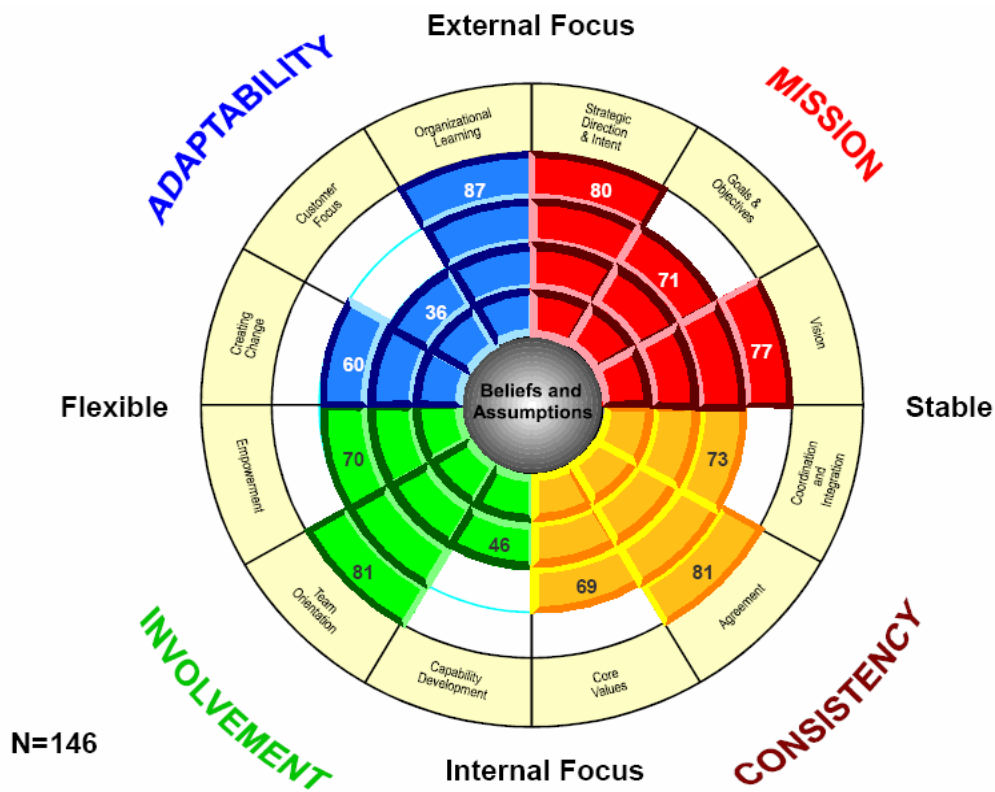 External Focus
ADAPTABILITY
MISSION
Organizational
Learning
Strategic
Direction
& Intent
Customer
Focus
Goals &
Objectives
87
80
71
36
Creating
Change
60
77
Vision
Flexible
Beliefs and
Assumptions
Stable
Empowerment
70
73
Coordination
and
Integration
46
81
69
81
Team
Orientation
Agreement
Capability
Development
Core
Values
INVOLVEMENT
CONSISTENCY
N=146
Internal Focus